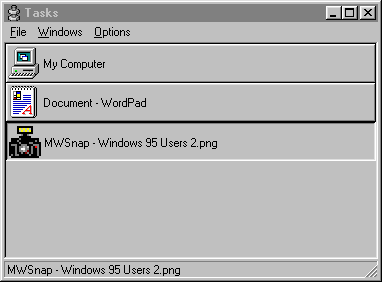 Tasks
File Windows Options
My Computer
Document - WordPad
MWSnap - Windows 95 Users 2.png
MWSnap - Windows 95 Users 2.png